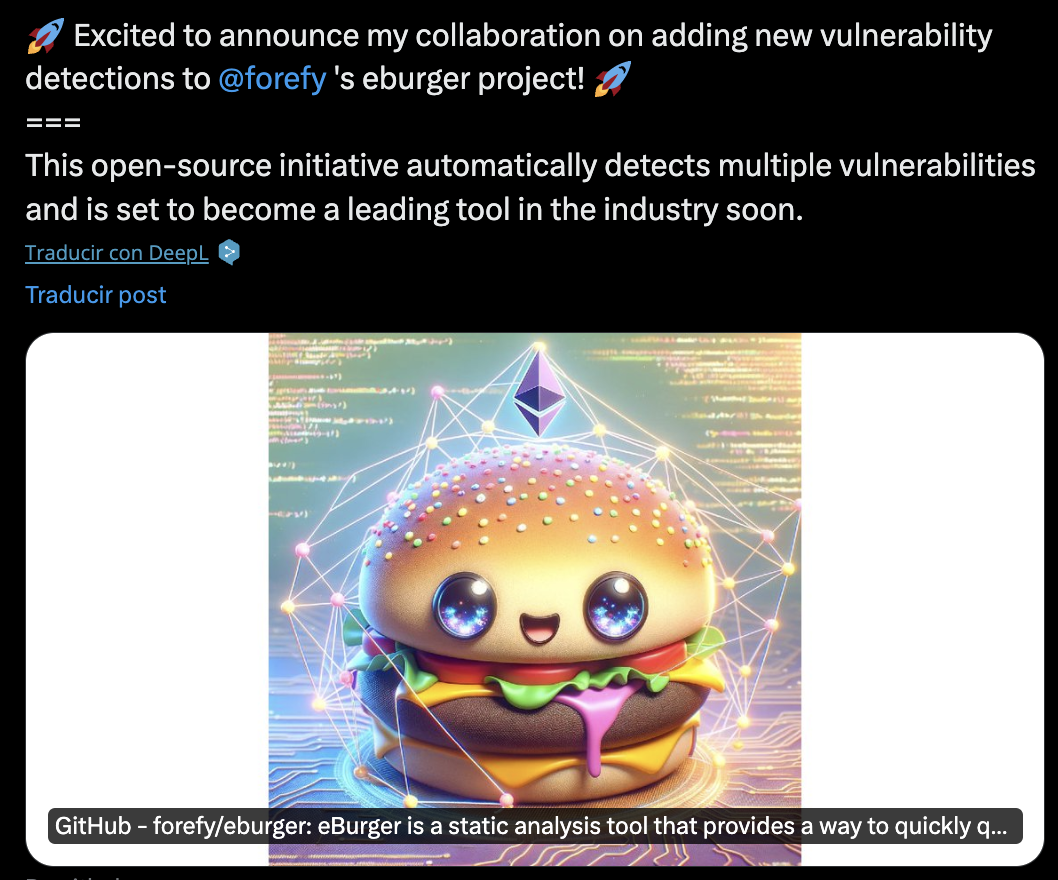 🚀 Excited to announce my collaboration on adding new vulnerability
detections to @forefy 's eburger project! 🚀
===
This open-source initiative automatically detects multiple vulnerabilities
and is set to become a leading tool in the industry soon.
Traducir con DeepL
Traducir post
GitHub - forefy/eburger: eBurger is a static analysis tool that provides a way to quickly q...